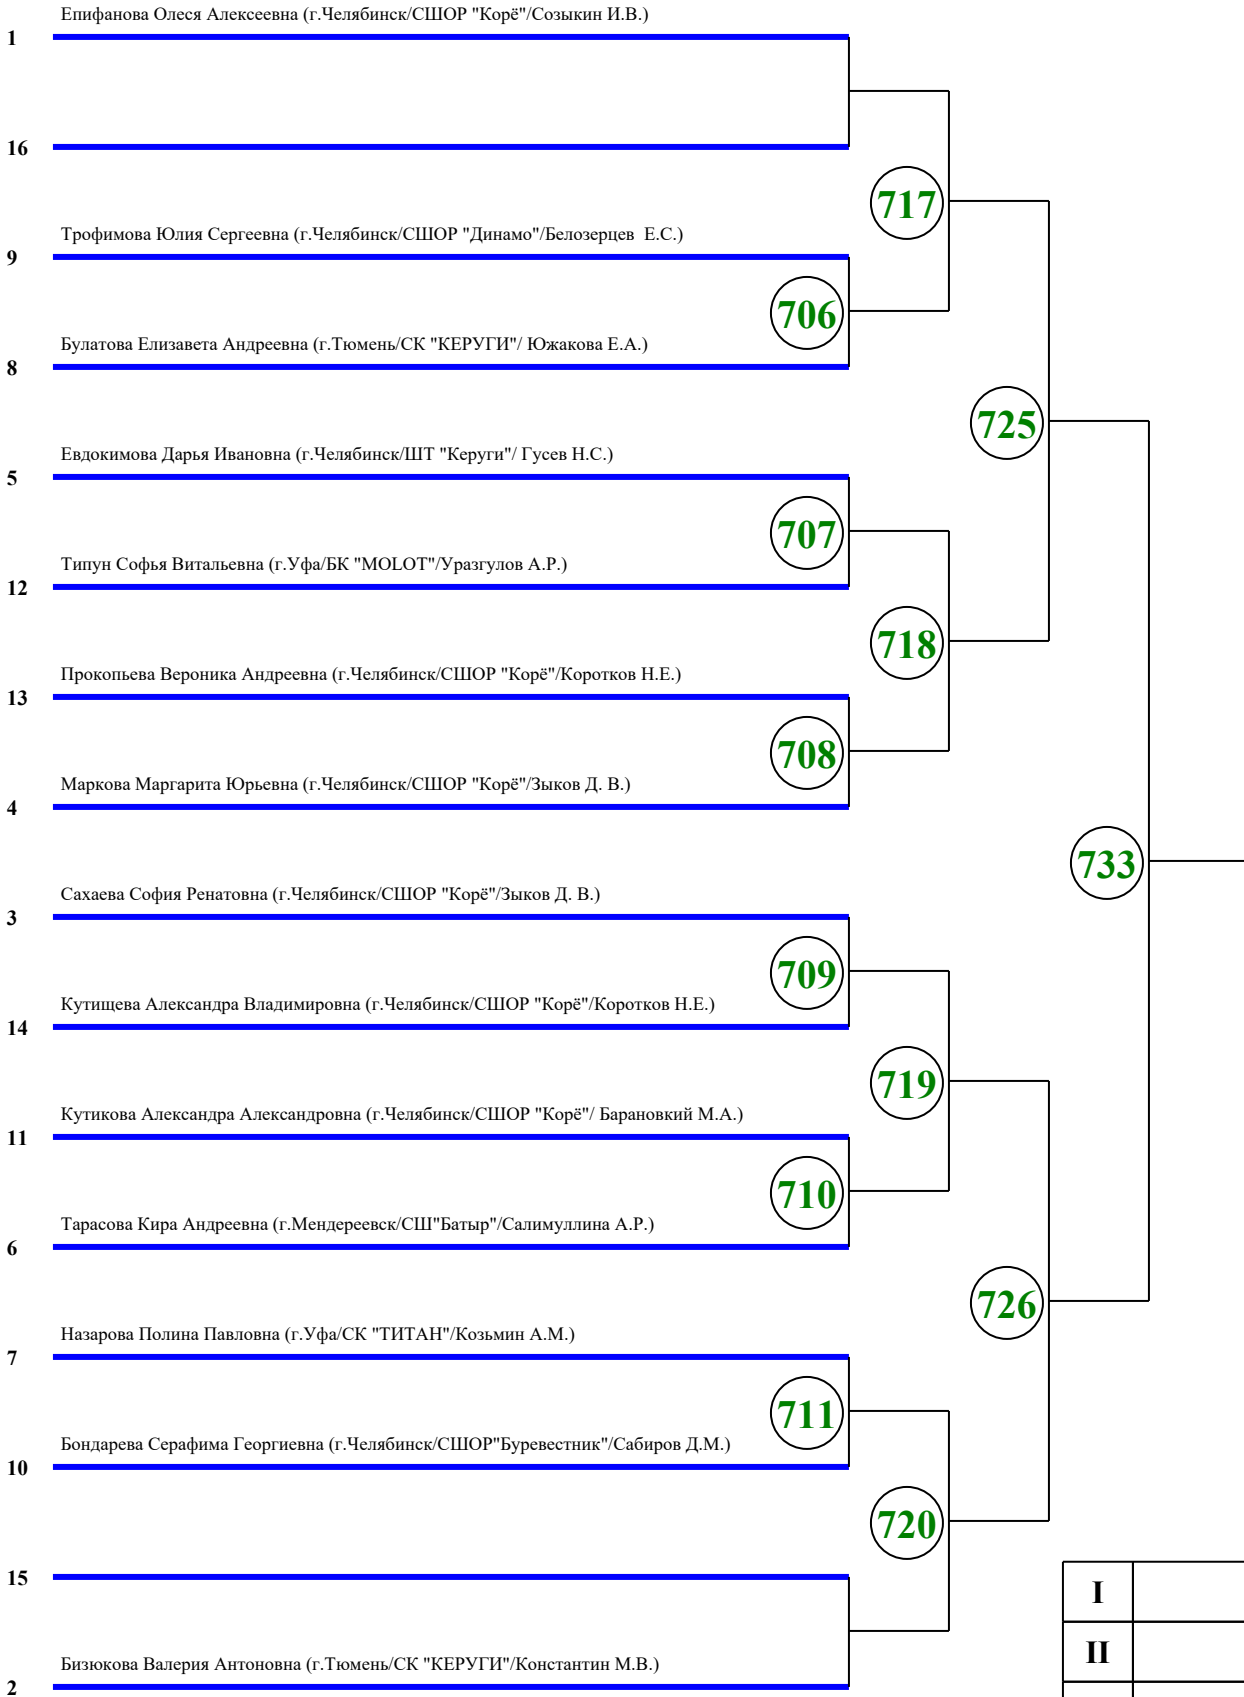 Епифанова Олеся Алексеевна (г.Челябинск/СШОР "Корё"/Созыкин И.В.)
1
16
717
Трофимова Юлия Сергеевна (г.Челябинск/СШОР "Динамо"/Белозерцев  Е.С.)
9
706
Булатова Елизавета Андреевна (г.Тюмень/СК "КЕРУГИ"/ Южакова Е.А.)
8
725
Евдокимова Дарья Ивановна (г.Челябинск/ШТ "Керуги"/ Гусев Н.С.)
5
707
Типун Софья Витальевна (г.Уфа/БК "MOLOT"/Уразгулов А.Р.)
12
718
Прокопьева Вероника Андреевна (г.Челябинск/СШОР "Корё"/Коротков Н.Е.)
13
708
Маркова Маргарита Юрьевна (г.Челябинск/СШОР "Корё"/Зыков Д. В.)
4
733
Сахаева София Ренатовна (г.Челябинск/СШОР "Корё"/Зыков Д. В.)
3
709
Кутищева Александра Владимировна (г.Челябинск/СШОР "Корё"/Коротков Н.Е.)
14
719
Кутикова Александра Александровна (г.Челябинск/СШОР "Корё"/ Барановкий М.А.)
11
710
Тарасова Кира Андреевна (г.Мендереевск/СШ"Батыр"/Салимуллина А.Р.)
6
726
Назарова Полина Павловна (г.Уфа/СК "ТИТАН"/Козьмин А.М.)
7
711
Бондарева Серафима Георгиевна (г.Челябинск/СШОР"Буревестник"/Сабиров Д.М.)
10
720
15
I
II
Бизюкова Валерия Антоновна (г.Тюмень/СК "КЕРУГИ"/Константин М.В.)
2